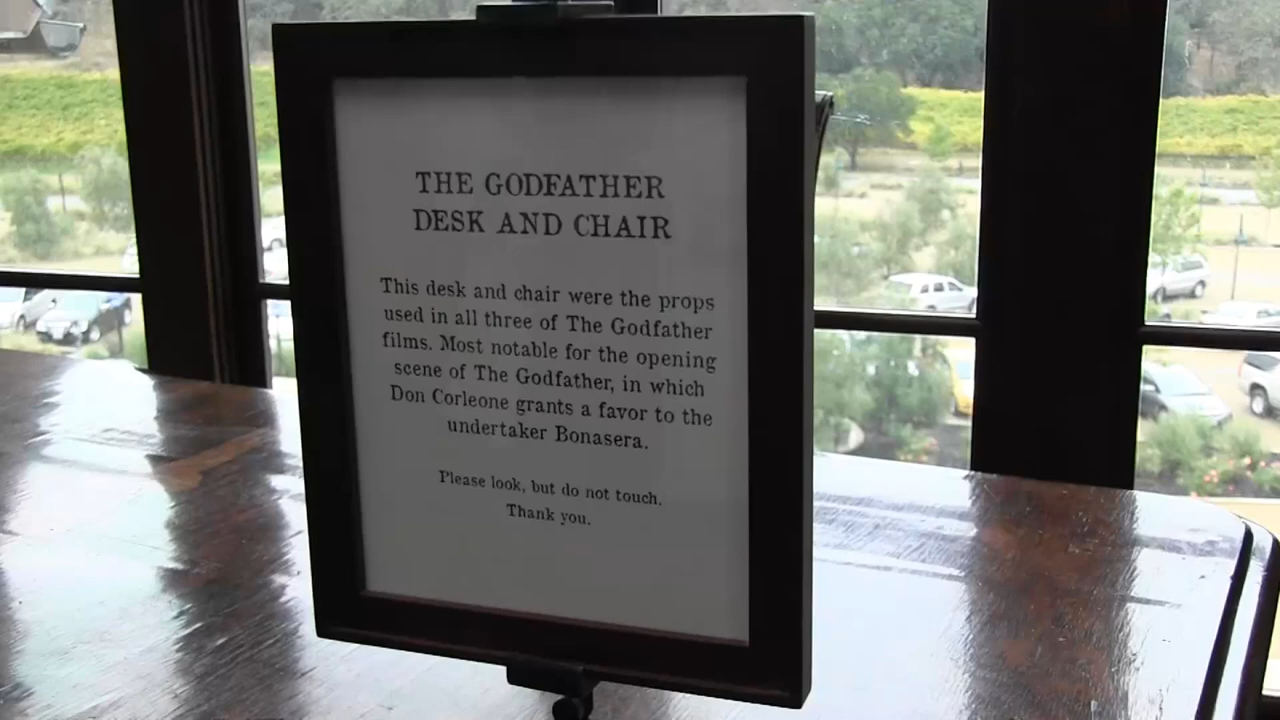 THE GODFATHER
DESK AND CHAIR
This desk and chair were the props
used in all three of The Godfather
films. Most notable for the opening
scene of The Godfather, in which
Don Corleone grants a favor to the
undertaker Bonasera.
Please look, but do not touch.
Thank you.